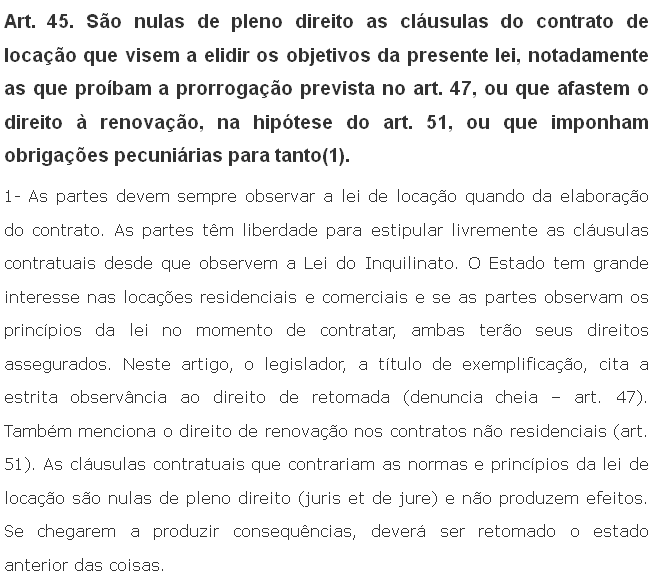 Art. 45. São nulas de pleno direito as cláusulas do contrato de
locação que visem a elidir os objetivos da presente lei, notadamente
as que proíbam a prorrogação prevista no art. 47, ou que afastem o
direito à renovação, na hipótese do art. 51, ou que imponham
obrigações pecuniárias para tanto(1).
1- As partes devem sempre observar a lei de locação quando da elaboração
do contrato. As partes têm liberdade para estipular livremente as cláusulas
contratuais desde que observem a Lei do Inquilinato. O Estado tem grande
interesse nas locações residenciais e comerciais e se as partes observam os
princípios da lei no momento de contratar, ambas terão seus direitos
assegurados. Neste artigo, o legislador, a título de exemplificação, cita a
estrita observância ao direito de retomada (denuncia cheia – art. 47).
Também menciona o direito de renovação nos contratos não residenciais (art.
51). As cláusulas contratuais que contrariam as normas e princípios da lei de
locação são nulas de pleno direito (juris et de jure) e não produzem efeitos.
Se chegarem a produzir consequências, deverá ser retomado o estado
anterior das coisas.